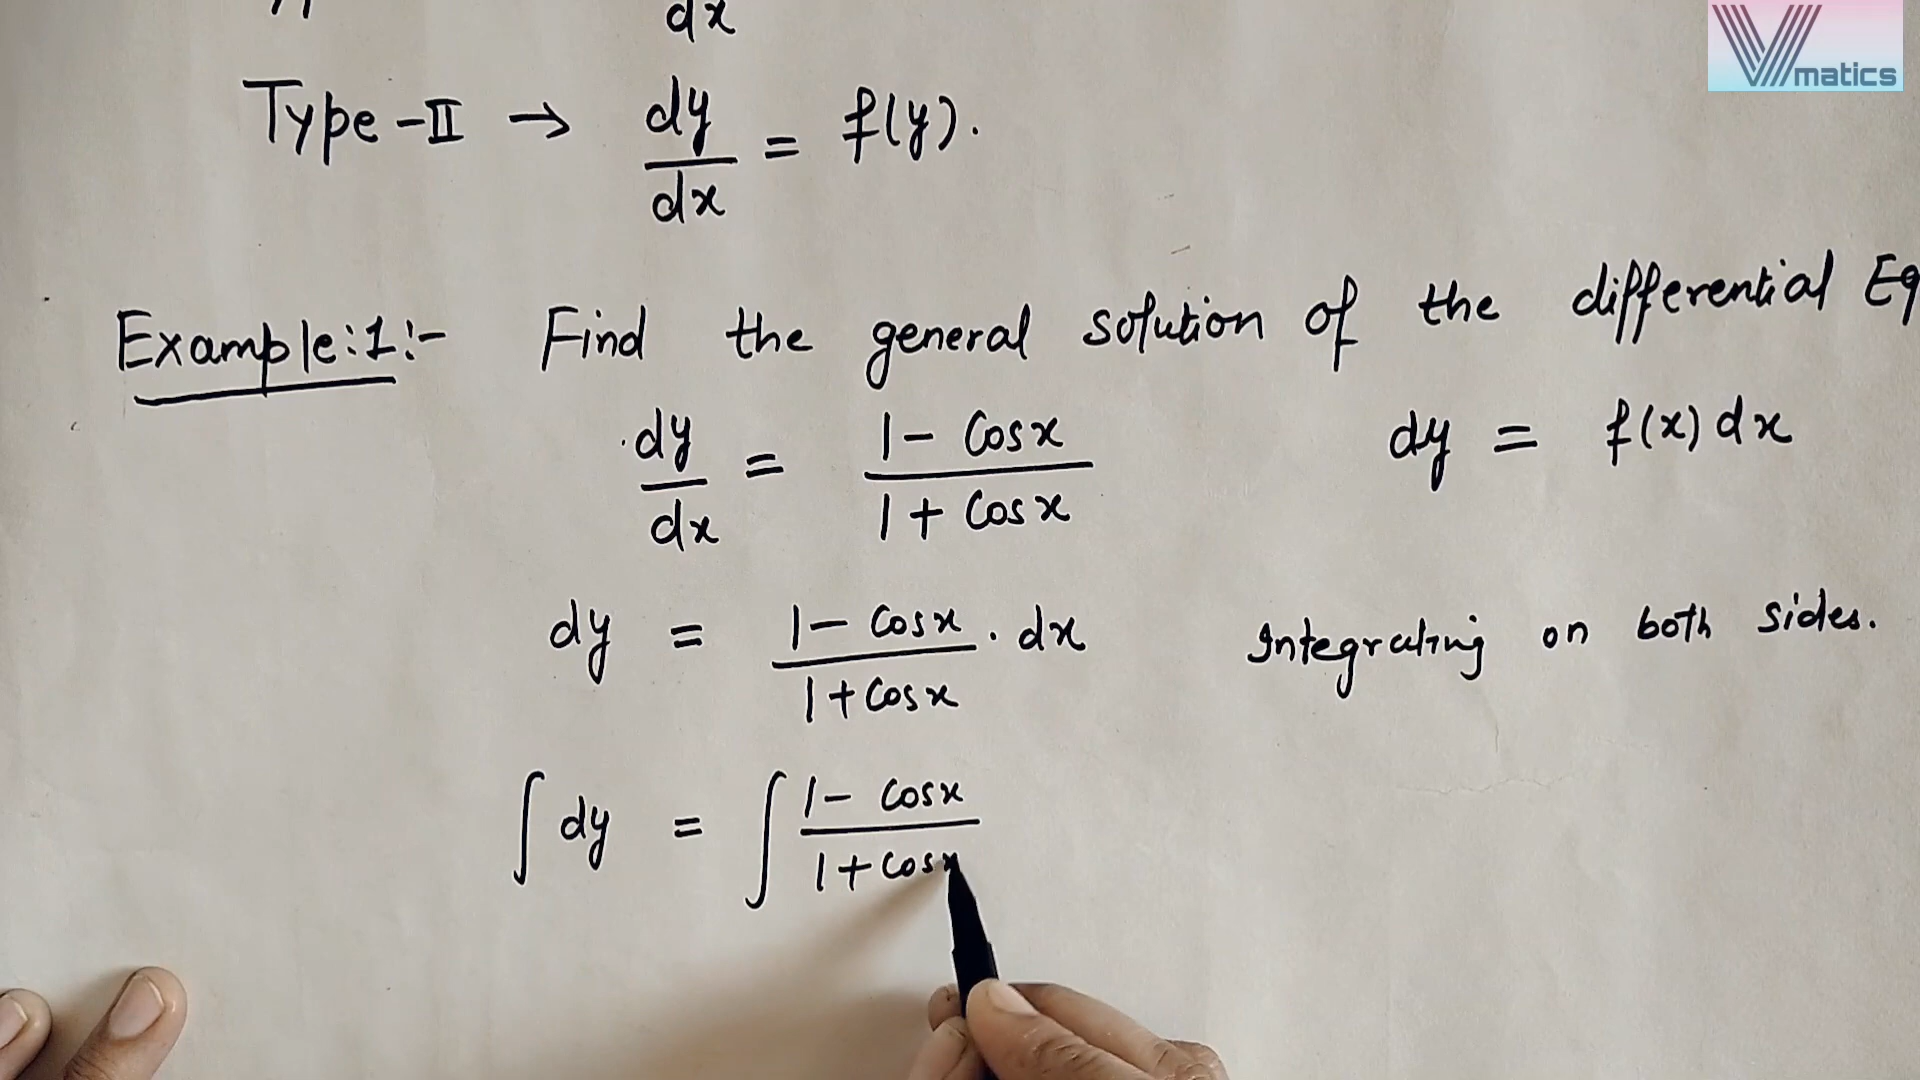 dx
Vmatics
Type-II → dy/dx = f(y).
Example:1:- Find the general solution of the differential Eq
dy/dx = 1 - Cosx / 1 + Cosx dy = f(x) dx
dy = 1 - Cosx / 1 + Cosx . dx Integrating on both sides.
∫ dy = ∫ 1 - Cosx / 1 + Cosx